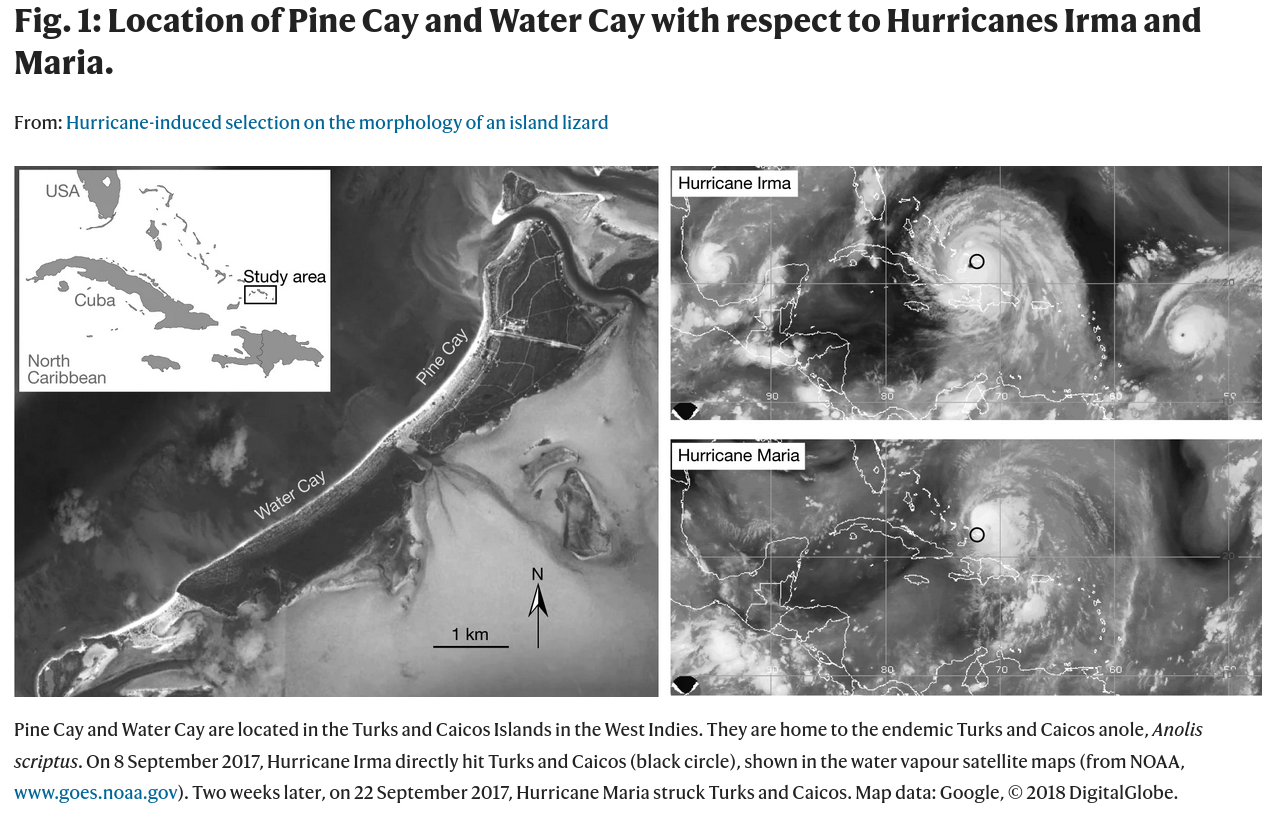 Fig. 1: Location of Pine Cay and Water Cay with respect to Hurricanes Irma and
Maria.
From: Hurricane-induced selection on the morphology of an island lizard
USA
Study area
Cuba
North
Caribbean
Pine Cay
Water Cay
N
1 km
Hurricane Irma
20
90
80
70
60
50
Hurricane Maria
20
90
80
70
60
50
Pine Cay and Water Cay are located in the Turks and Caicos Islands in the West Indies. They are home to the endemic Turks and Caicos anole, Anolis
scriptus. On 8 September 2017, Hurricane Irma directly hit Turks and Caicos (black circle), shown in the water vapour satellite maps (from NOAA,
www.goes.noaa.gov). Two weeks later, on 22 September 2017, Hurricane Maria struck Turks and Caicos. Map data: Google, © 2018 DigitalGlobe.